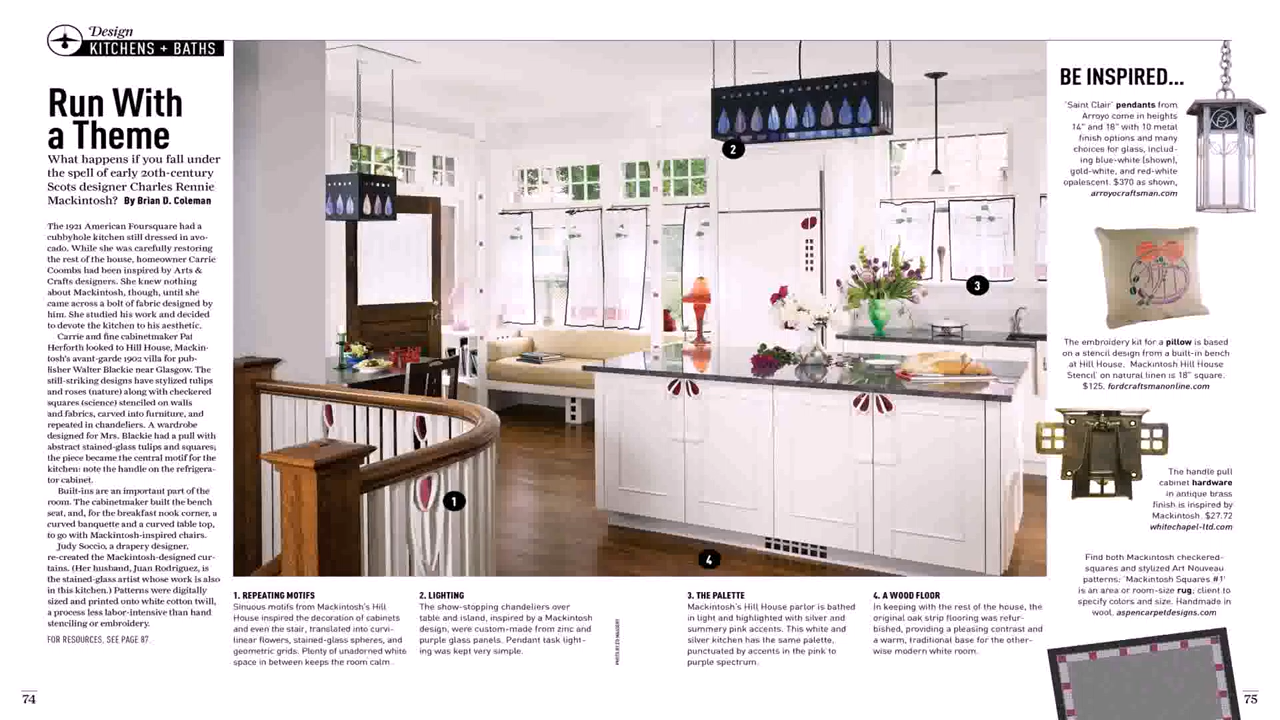 Design
KITCHENS + BATHS
Run With
a Theme
What happens if you fall under
the spell of early 20th-century
Scots designer Charles Rennie
Mackintosh? By Brian D. Coleman
The 1921 American Foursquare had a
cubbyhole kitchen still dressed in avo-
cado. While she was carefully restoring
the rest of the house, homeowner Carrie
Coombs had been inspired by Arts &
Crafts designers. She knew nothing
about Mackintosh, though, until she
came across a bolt of fabric designed by
him. She studied his work and decided
to devote the kitchen to his aesthetic.
Carrie and fine cabinetmaker Pat
Herforth looked to Hill House, Mackin-
tosh's avant-garde 1902 villa for pub-
lisher Walter Blackie near Glasgow. The
still-striking designs have stylized tulips
and roses (nature) along with checkered
squares (science) stenciled on walls
and fabrics, carved into furniture, and
repeated in chandeliers. A wardrobe
designed for Mrs. Blackie had a pull with
abstract stained-glass tulips and squares;
the piece became the central motif for the
kitchen: note the handle on the refrigera-
tor cabinet.
Built-ins are an important part of the
room. The cabinetmaker built the bench
seat, and, for the breakfast nook corner, a
curved banquette and a curved table top,
to go with Mackintosh-inspired chairs.
Judy Soccio, a drapery designer,
re-created the Mackintosh-designed cur-
tains. (Her husband, Juan Rodriguez, is
the stained-glass artist whose work is also
in this kitchen.) Patterns were digitally
sized and printed onto white cotton twill,
a process less labor-intensive than hand
stenciling or embroidery.
FOR RESOURCES, SEE PAGE 87.
74
1
2
3
4
1. REPEATING MOTIFS
Sinuous motifs from Mackintosh's Hill
House inspired the decoration of cabinets
and even the stair, translated into curvi-
linear flowers, stained-glass spheres, and
geometric grids. Plenty of unadorned white
space in between keeps the room calm.
2. LIGHTING
The show-stopping chandeliers over
table and island, inspired by a Mackintosh
design, were custom-made from zinc and
purple glass panels. Pendant task light-
ing was kept very simple.
3. THE PALETTE
Mackintosh's Hill House parlor is bathed
in light and highlighted with silver and
summery pink accents. This white and
silver kitchen has the same palette,
punctuated by accents in the pink to
purple spectrum.
4. A WOOD FLOOR
In keeping with the rest of the house, the
original oak strip flooring was refur-
bished, providing a pleasing contrast and
a warm, traditional base for the other-
wise modern white room.
BE INSPIRED...
'Saint Clair' pendants from
Arroyo come in heights
14" and 18" with 10 metal
finish options and many
choices for glass, includ-
ing blue-white (shown),
gold-white, and red-white
opalescent. $370 as shown,
arroyocraftsman.com
The embroidery kit for a pillow is based
on a stencil design from a built-in bench
at Hill House. Mackintosh Hill House
Stencil' on natural linen is 18" square.
$125. fordcraftsmanonline.com
The handle pull
cabinet hardware
in antique brass
finish is inspired by
Mackintosh. $27.72
whitechapel-ltd.com
Find both Mackintosh checkered-
squares and stylized Art Nouveau
patterns; 'Mackintosh Squares #1'
is an area or room-size rug; client to
specify colors and size. Handmade in
wool. aspencarpetdesigns.com
75